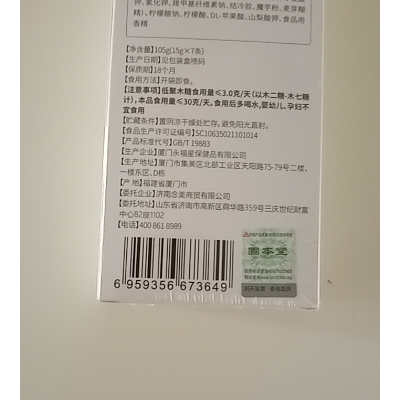 钾、氯化钾、羧甲基纤维素钠、结冷胶、魔芋粉、麦芽糊
精)、柠檬酸钠、柠檬酸、DL-苹果酸、山梨酸钾、食品用
香精
【净含量】105g(15g×7条)
【生产日期】见包装盒喷码
【保质期】18个月
【食用方法】开袋即食。
【注意事项】低聚木糖食用量≤3.0克/天(以木二糖-木七糖
计),本品食用量≤30克/天。食用后多喝水,婴幼儿、孕妇不
宜食用
【贮藏条件】置阴凉干燥处贮存,避免阳光直射。
【食品生产许可证编号】SC10635021101014
【产品标准代号】GB/T 19883
【生产企业】厦门永福星保健品有限公司
【生产地址】厦门市集美区北部工业区天阳路75-79号二楼、
一楼东区、D栋
【产 地】福建省厦门市
【委托企业】济南念美商贸有限公司
【委托地址】山东省济南市高新区舜华路359号三庆世纪财富
中心B2座1102
【电 话】400 861 8989
固本堂
6 959356 673649